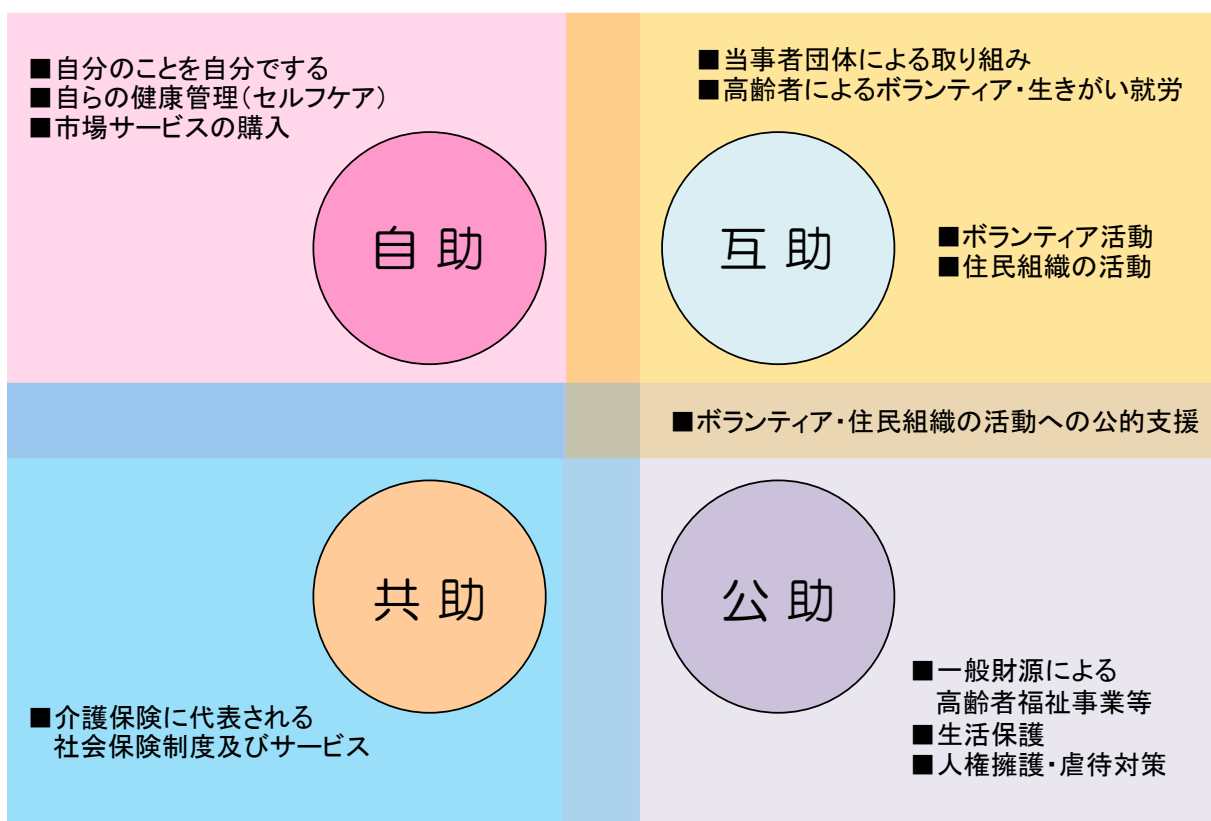 ■自分のことを自分でする
■自らの健康管理(セルフケア)
■市場サービスの購入
自助
■当事者団体による取り組み
■高齢者によるボランティア・生きがい就労
互助
■ボランティア活動
■住民組織の活動
■ボランティア・住民組織の活動への公的支援
共助
■介護保険に代表される
社会保険制度及びサービス
公助
■一般財源による
高齢者福祉事業等
■生活保護
■人権擁護・虐待対策